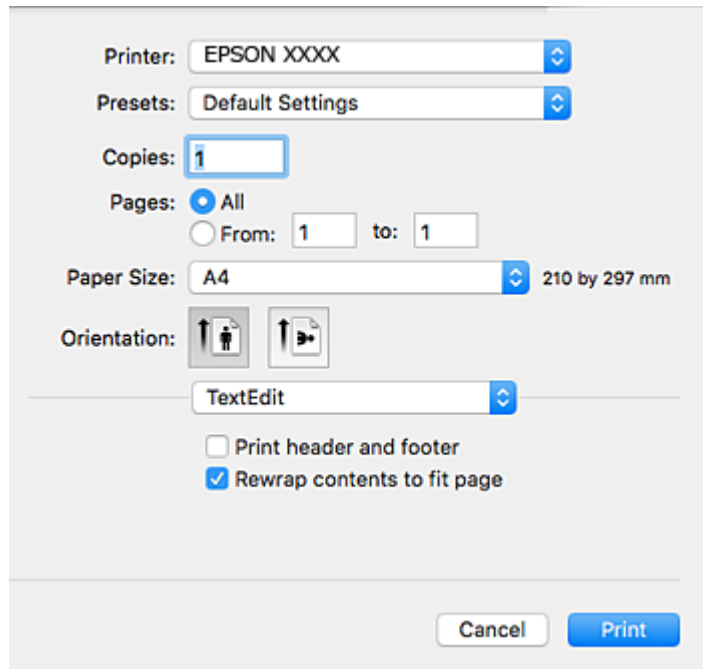 Printer: EPSON XXXX
Presets: Default Settings
Copies: 1
Pages: All
From: 1 to: 1
Paper Size: A4 210 by 297 mm
Orientation:
TextEdit
Print header and footer
Rewrap contents to fit page
Cancel Print